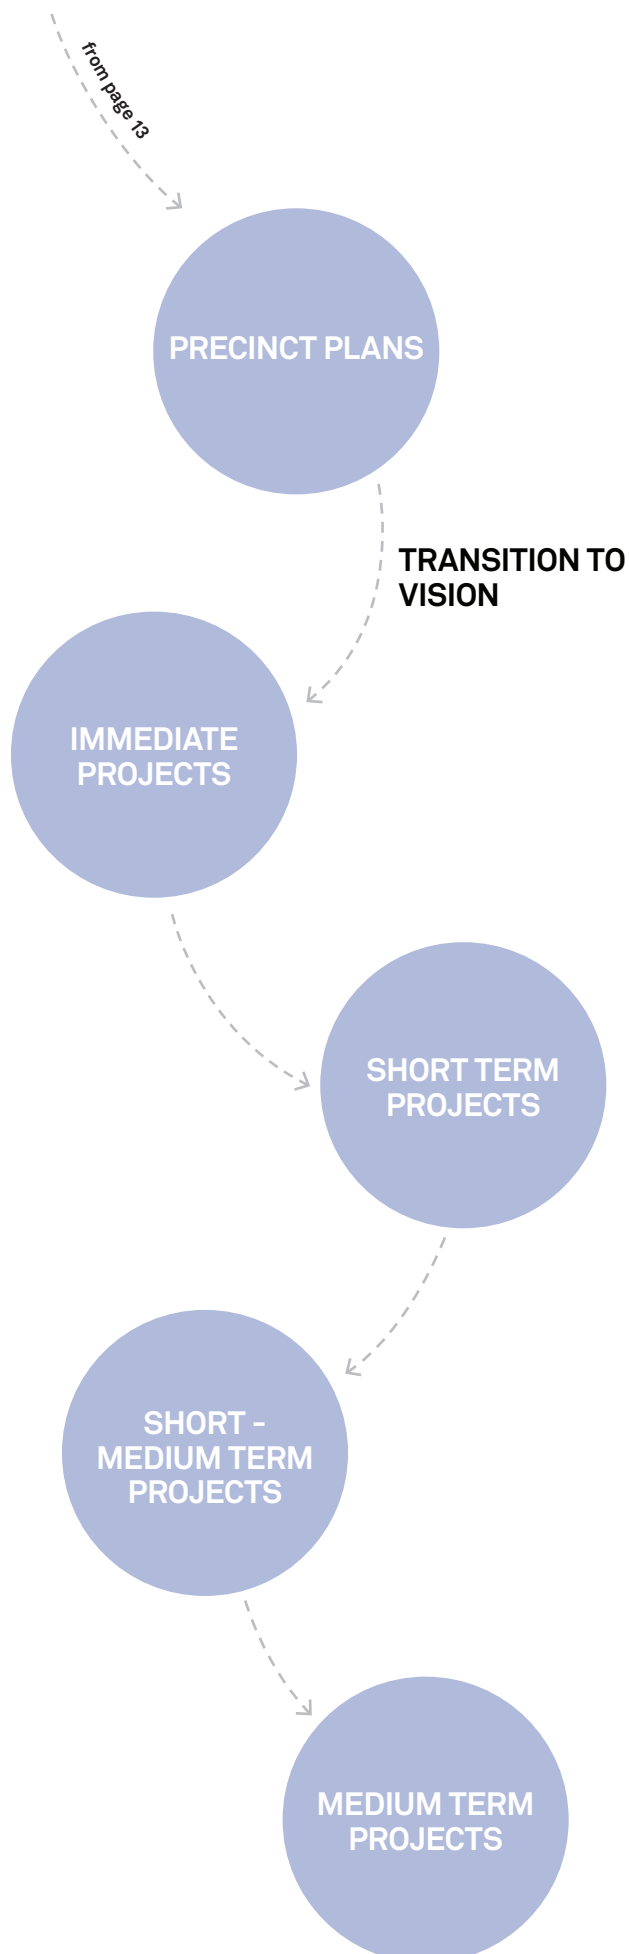 from page 13
PRECINCT PLANS
TRANSITION TO
VISION
IMMEDIATE
PROJECTS
SHORT TERM
PROJECTS
SHORT -
MEDIUM TERM
PROJECTS
MEDIUM TERM
PROJECTS